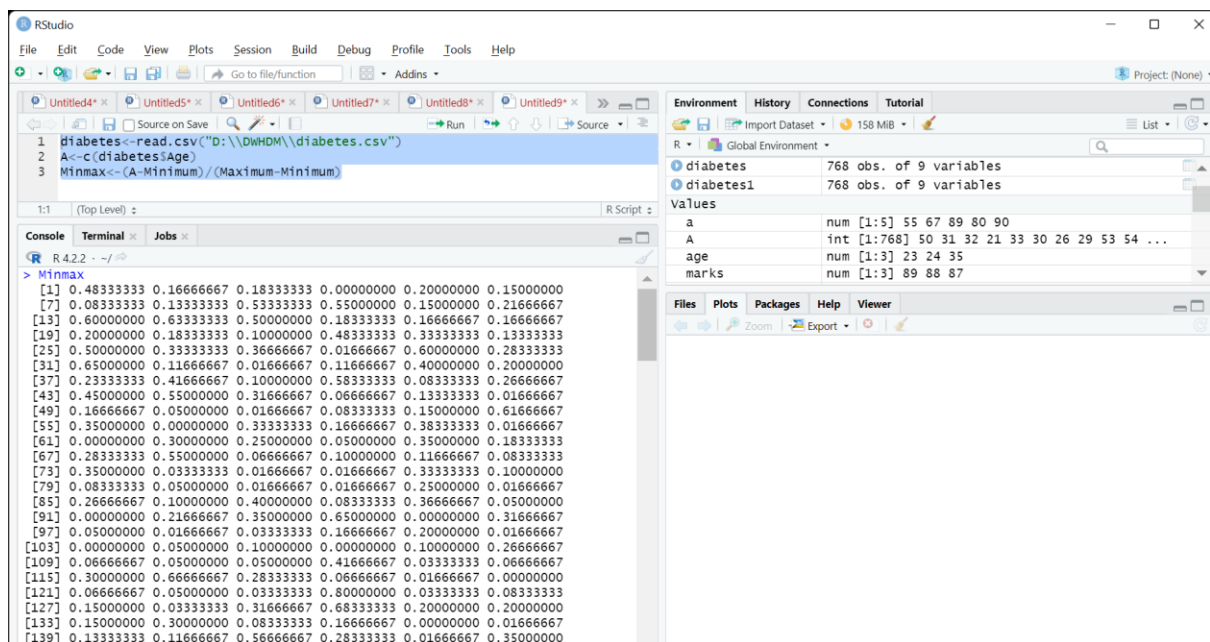 RStudio
File Edit Code View Plots Session Build Debug Profile Tools Help
Go to file/function Addins
Project: (None)
Untitled4* Untitled5* Untitled6* Untitled7* Untitled8* Untitled9*
Source on Save Run Source
1 diabetes<-read.csv("D:\\DWHDM\\diabetes.csv")
2 A<-c(diabetes$Age)
3 Minmax<-(A-Minimum)/(Maximum-Minimum)
1:1 (Top Level) R Script
Console Terminal Jobs
R 4.2.2 · ~/
> Minmax
[1] 0.48333333 0.16666667 0.18333333 0.00000000 0.20000000 0.15000000
[7] 0.08333333 0.13333333 0.53333333 0.55000000 0.15000000 0.21666667
[13] 0.60000000 0.63333333 0.50000000 0.18333333 0.16666667 0.16666667
[19] 0.20000000 0.18333333 0.10000000 0.48333333 0.33333333 0.13333333
[25] 0.50000000 0.33333333 0.36666667 0.01666667 0.60000000 0.28333333
[31] 0.65000000 0.11666667 0.01666667 0.11666667 0.40000000 0.20000000
[37] 0.23333333 0.41666667 0.10000000 0.58333333 0.08333333 0.26666667
[43] 0.45000000 0.55000000 0.31666667 0.06666667 0.13333333 0.01666667
[49] 0.16666667 0.05000000 0.01666667 0.08333333 0.15000000 0.61666667
[55] 0.35000000 0.00000000 0.33333333 0.16666667 0.38333333 0.01666667
[61] 0.00000000 0.30000000 0.25000000 0.05000000 0.35000000 0.18333333
[67] 0.28333333 0.55000000 0.06666667 0.10000000 0.11666667 0.08333333
[73] 0.35000000 0.03333333 0.01666667 0.01666667 0.33333333 0.10000000
[79] 0.08333333 0.05000000 0.01666667 0.01666667 0.25000000 0.01666667
[85] 0.26666667 0.10000000 0.40000000 0.08333333 0.36666667 0.05000000
[91] 0.00000000 0.21666667 0.35000000 0.65000000 0.00000000 0.31666667
[97] 0.05000000 0.01666667 0.03333333 0.16666667 0.20000000 0.01666667
[103] 0.00000000 0.05000000 0.10000000 0.00000000 0.10000000 0.26666667
[109] 0.06666667 0.05000000 0.05000000 0.41666667 0.03333333 0.06666667
[115] 0.30000000 0.66666667 0.28333333 0.06666667 0.01666667 0.00000000
[121] 0.06666667 0.05000000 0.03333333 0.80000000 0.03333333 0.08333333
[127] 0.15000000 0.03333333 0.31666667 0.68333333 0.20000000 0.20000000
[133] 0.15000000 0.30000000 0.08333333 0.16666667 0.00000000 0.01666667
[139] 0.13333333 0.11666667 0.56666667 0.28333333 0.01666667 0.35000000
Environment History Connections Tutorial
Import Dataset 158 MiB List
R Global Environment
diabetes 768 obs. of 9 variables
diabetes1 768 obs. of 9 variables
Values
a num [1:5] 55 67 89 80 90
A int [1:768] 50 31 32 21 33 30 26 29 53 54 ...
age num [1:3] 23 24 35
marks num [1:3] 89 88 87
Files Plots Packages Help Viewer
Zoom Export